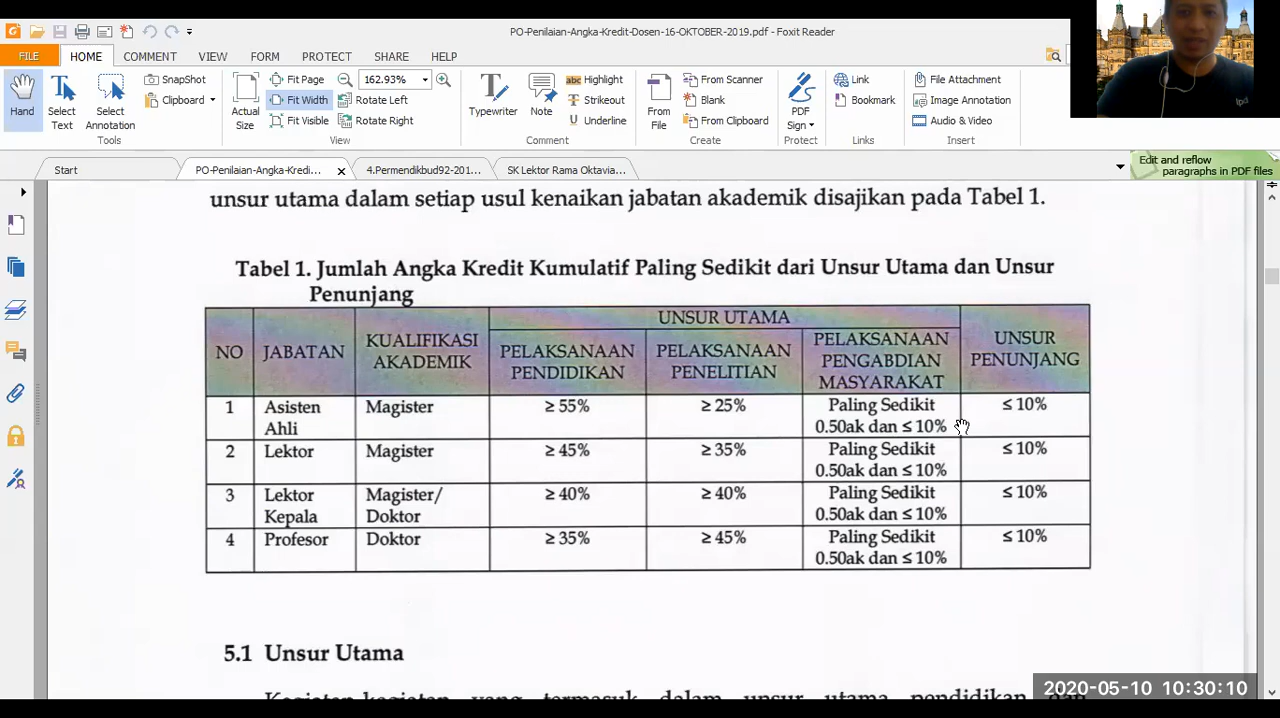 PO-Penilaian-Angka-Kredit-Dosen-16-OKTOBER-2019.pdf - Foxit Reader
FILE HOME COMMENT VIEW FORM PROTECT SHARE HELP
Hand
Select Text
Select Annotation
SnapShot
Clipboard
Tools
Actual Size
Fit Page
Fit Width
Fit Visible
162.93%
Rotate Left
Rotate Right
View
Typewriter
Note
Highlight
Strikeout
Underline
Comment
From File
From Scanner
Blank
From Clipboard
Create
PDF Sign
Protect
Link
Bookmark
Links
File Attachment
Image Annotation
Audio & Video
Insert
Start PO-Penilaian-Angka-Kredi... 4.Permendikbud92-201... SK Lektor Rama Oktavia...
Edit and reflow
paragraphs in PDF files
unsur utama dalam setiap usul kenaikan jabatan akademik disajikan pada Tabel 1.
Tabel 1. Jumlah Angka Kredit Kumulatif Paling Sedikit dari Unsur Utama dan Unsur
Penunjang
NO JABATAN KUALIFIKASI AKADEMIK UNSUR UTAMA UNSUR PENUNJANG
PELAKSANAAN PENDIDIKAN PELAKSANAAN PENELITIAN PELAKSANAAN PENGABDIAN MASYARAKAT
1 Asisten Ahli Magister ≥ 55% ≥ 25% Paling Sedikit 0.50ak dan ≤ 10% ≤ 10%
2 Lektor Magister ≥ 45% ≥ 35% Paling Sedikit 0.50ak dan ≤ 10% ≤ 10%
3 Lektor Kepala Magister/ Doktor ≥ 40% ≥ 40% Paling Sedikit 0.50ak dan ≤ 10% ≤ 10%
4 Profesor Doktor ≥ 35% ≥ 45% Paling Sedikit 0.50ak dan ≤ 10% ≤ 10%
5.1 Unsur Utama
Kegiatan-kegiatan yang termasuk dalam unsur utama pendidikan dan
2020-05-10 10:30:10